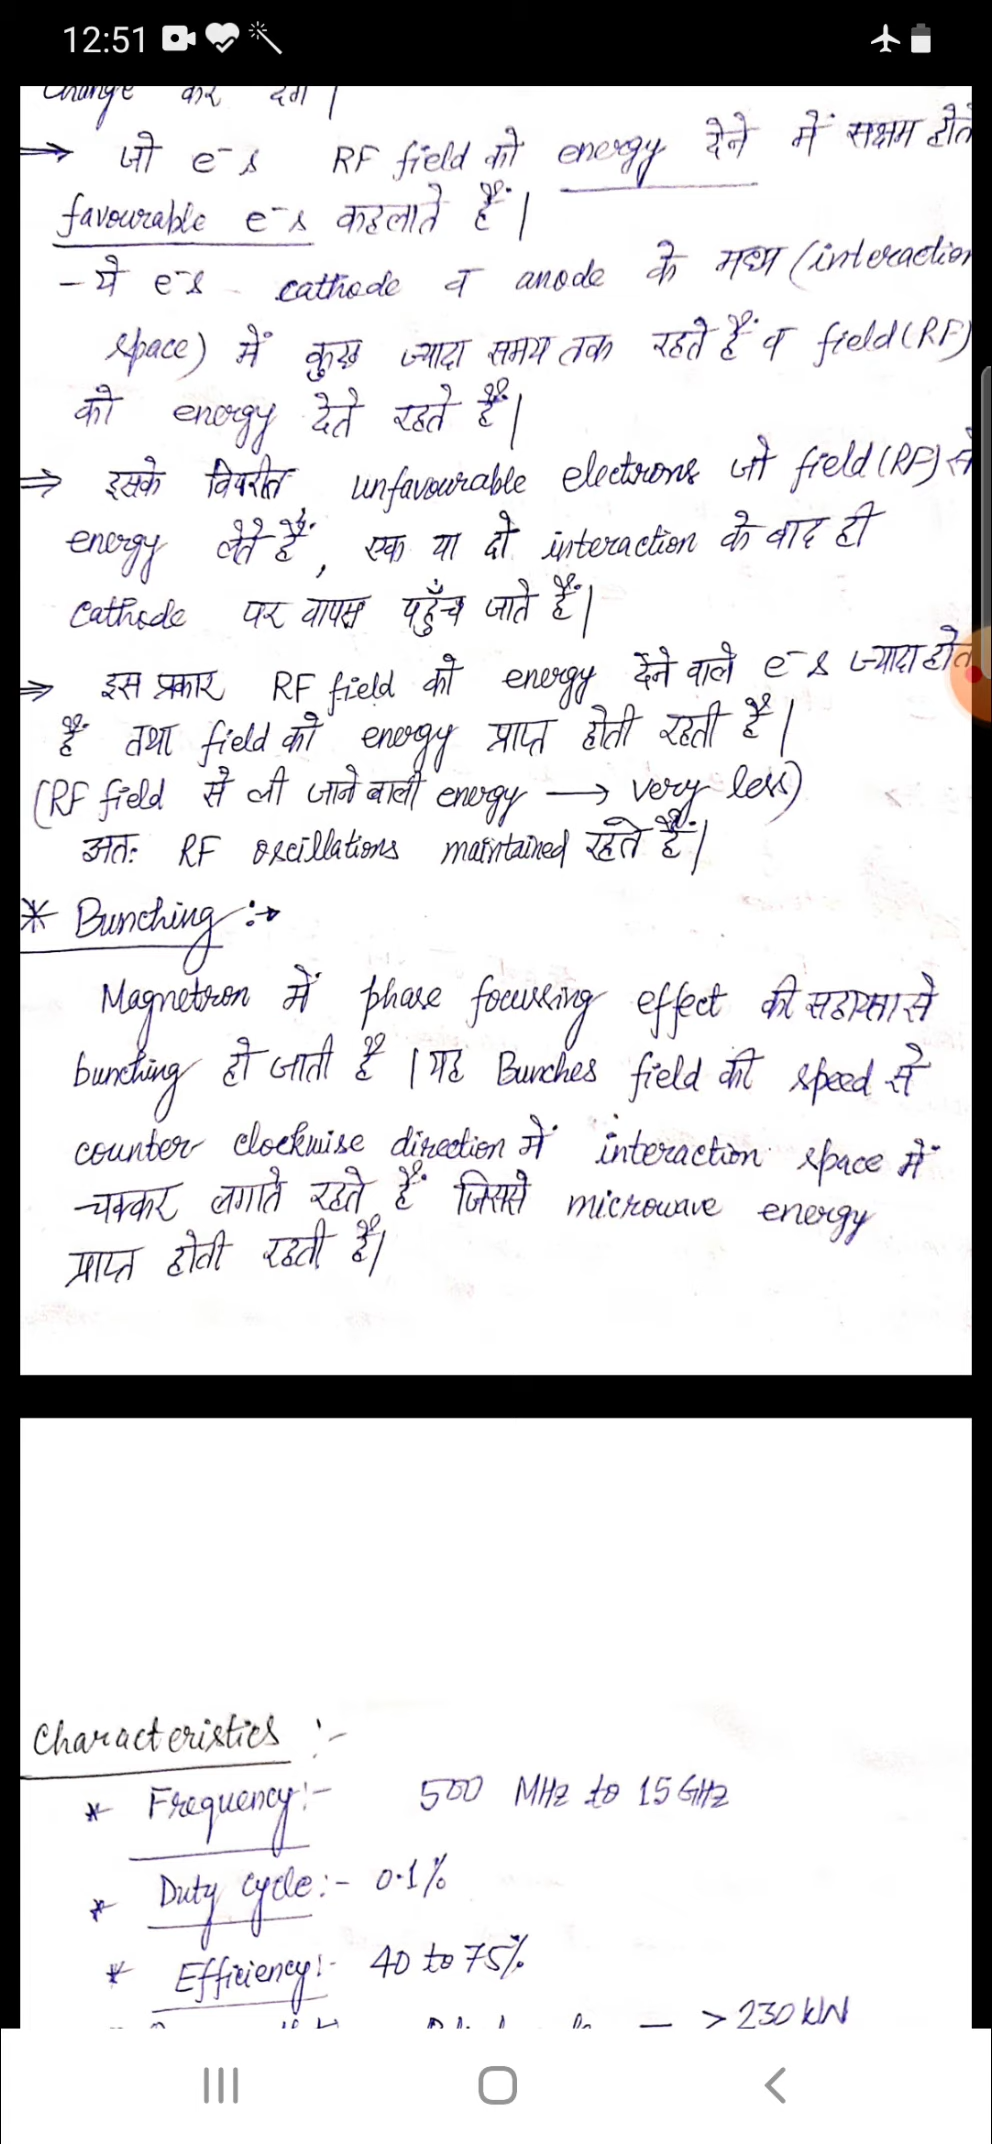 12:51
change कर देगा |
⇒ जो e⁻s RF field को energy देने में सक्षम होते
favourable e⁻s कहलाते हैं |
- ये e⁻s cathode व anode के मध्य (interaction
space) में कुछ ज्यादा समय तक रहते हैं व field (RF)
को energy देते रहते हैं |
⇒ इसके विपरीत unfavourable electrons जो field (RF) से
energy लेते हैं, एक या दो interaction के बाद ही
cathode पर वापस पहुँच जाते हैं |
⇒ इस प्रकार RF field को energy देने वाले e⁻s ज्यादा होते
हैं तथा field को energy प्राप्त होती रहती है |
(RF field से ली जाने वाली energy → very less)
अतः RF oscillations maintained रहते हैं |
* Bunching :→
Magnetron में phase focussing effect की सहायता से
bunching हो जाती है | यह Bunches field की speed से
counter clockwise direction में interaction space में
चक्कर लगाते रहते हैं जिससे microwave energy
प्राप्त होती रहती है |
Characteristics :-
* Frequency :- 500 MHz to 15 GHz
* Duty cycle :- 0.1%
* Efficiency :- 40 to 75%
> 230 kW